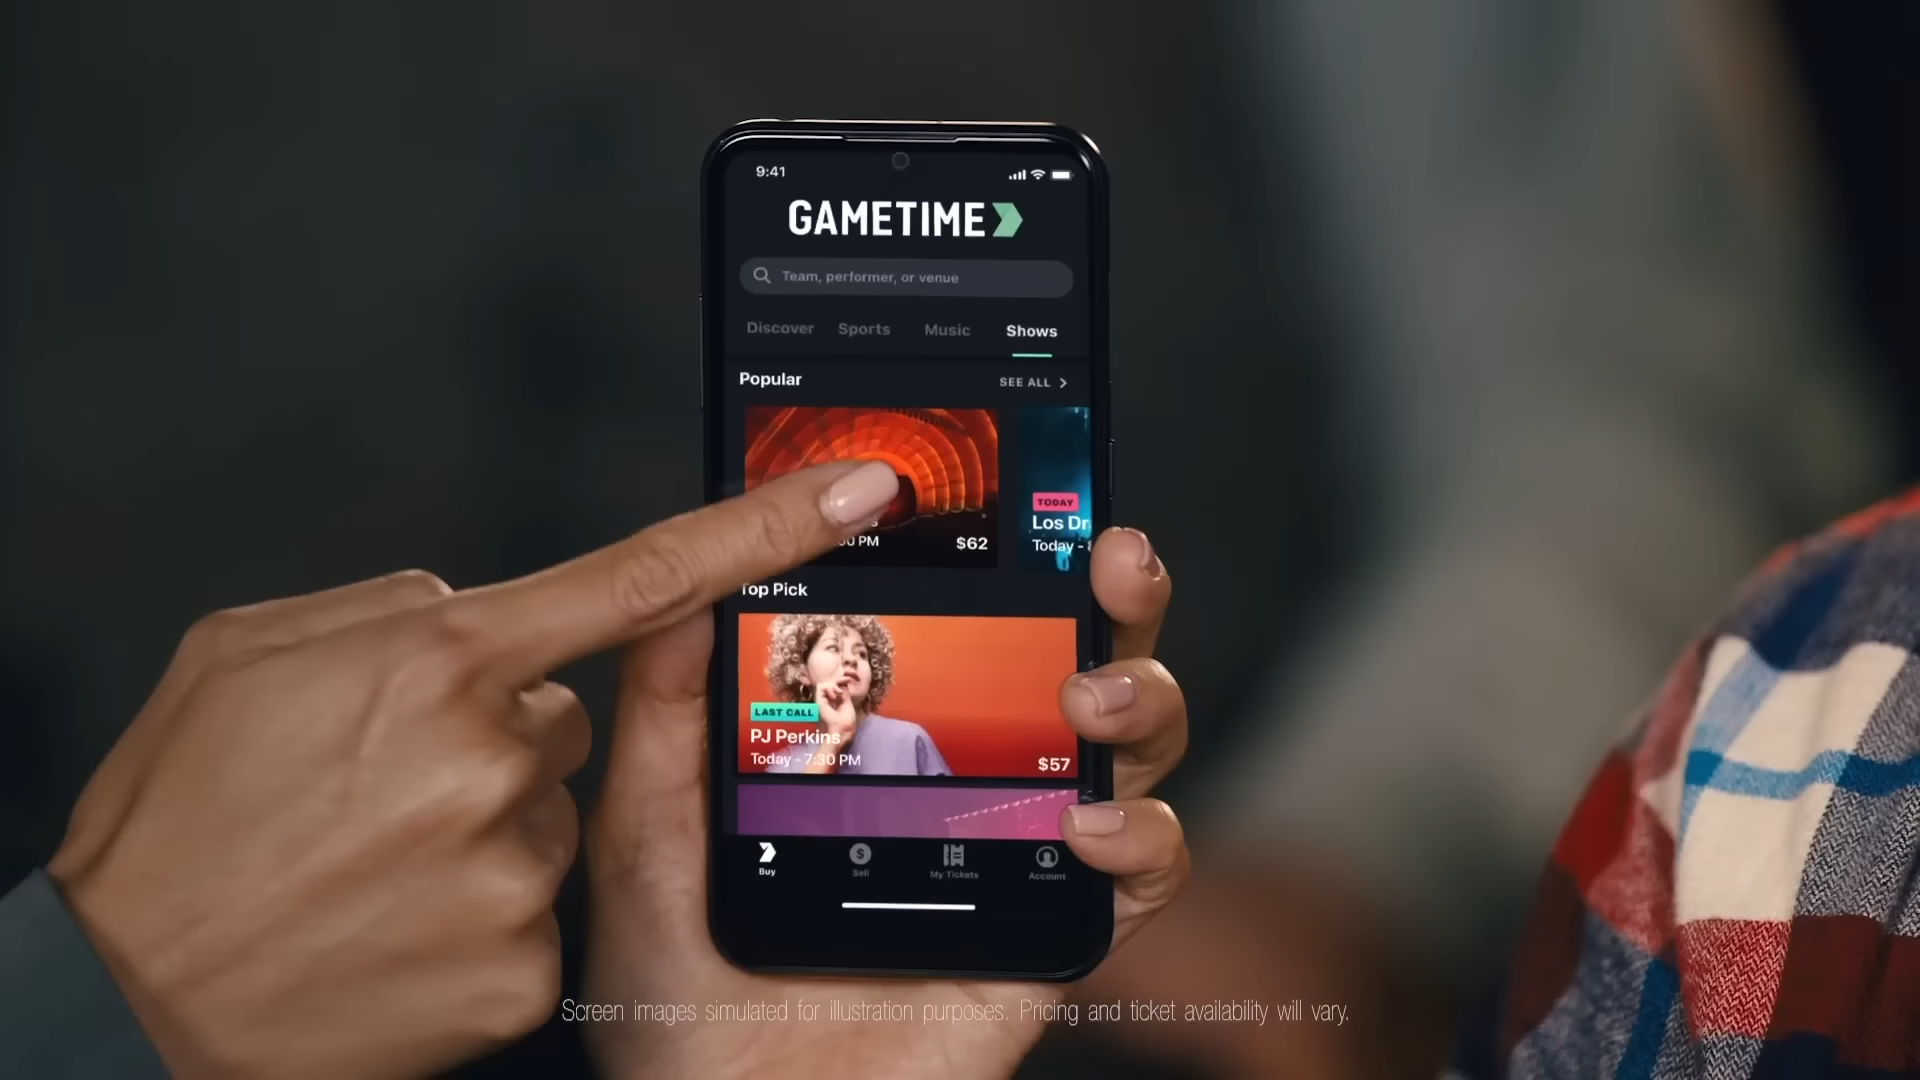 9:41
GAMETIME
Team, performer, or venue
Discover Sports Music Shows
Popular SEE ALL
PM $62
TODAY
Los
Today -
Top Pick
LAST CALL
PJ Perkins
Today - 7:30 PM $57
Buy Sell My Tickets Account
Screen images simulated for illustration purposes. Pricing and ticket availability will vary.